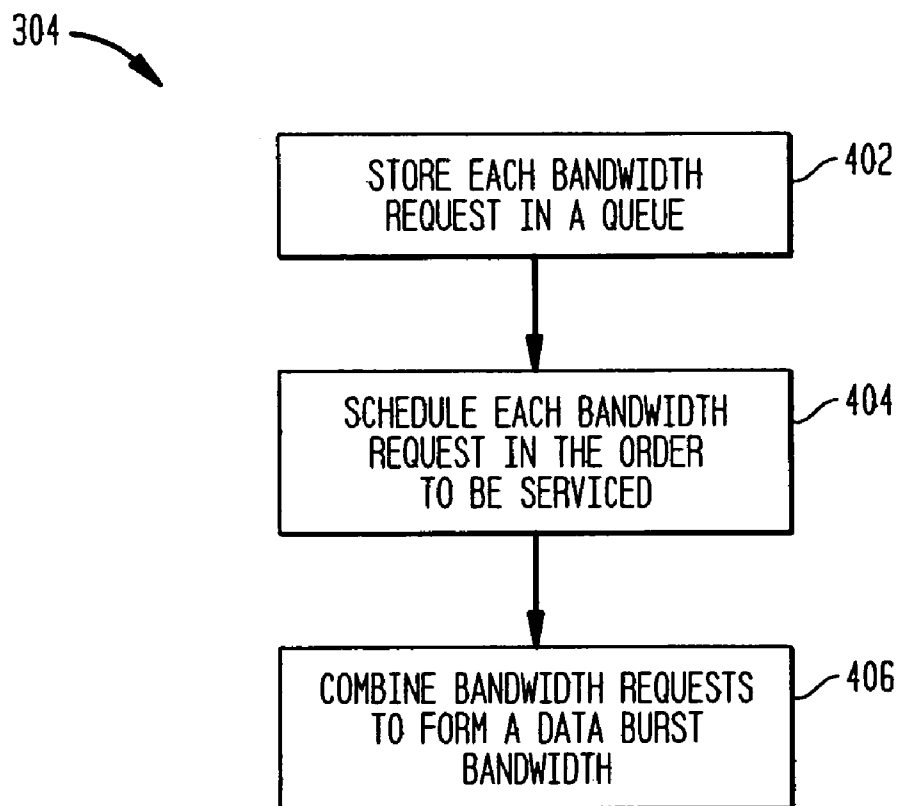 304
STORE EACH BANDWIDTH
REQUEST IN A QUEUE
402
SCHEDULE EACH BANDWIDTH
REQUEST IN THE ORDER
TO BE SERVICED
404
COMBINE BANDWIDTH REQUESTS
TO FORM A DATA BURST
BANDWIDTH
406